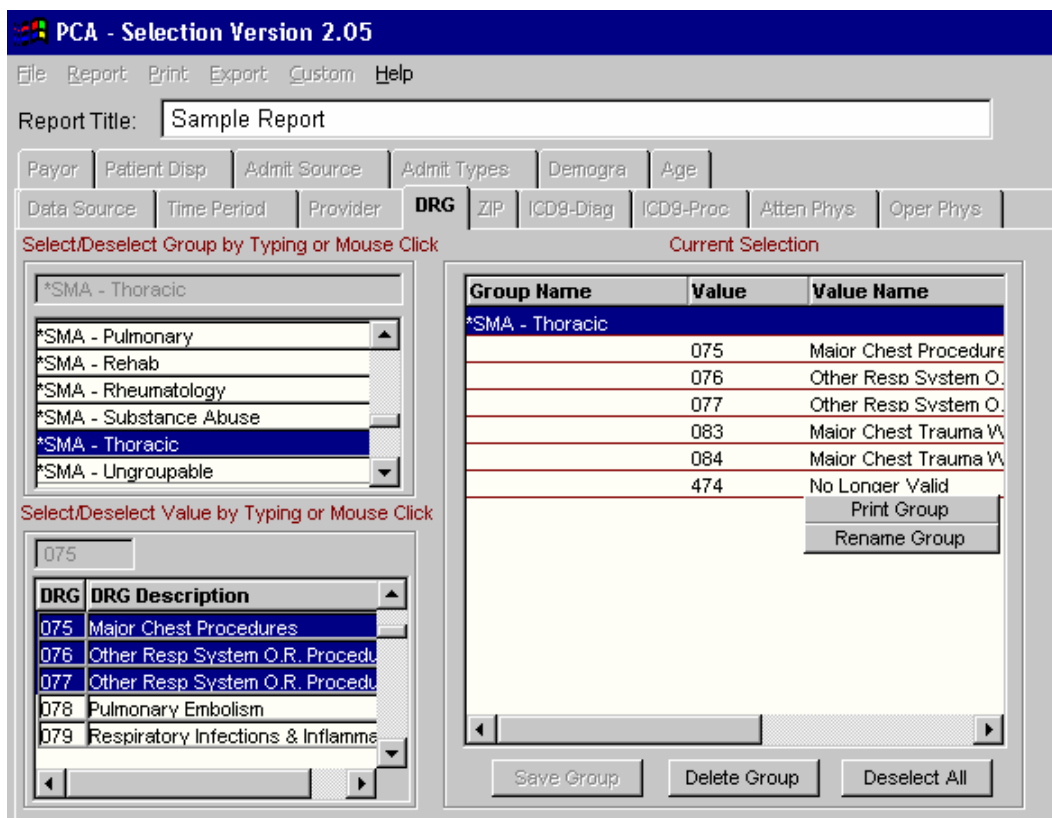 PCA - Selection Version 2.05
File Report Print Export Custom Help
Report Title: Sample Report
Payor Patient Disp Admit Source Admit Types Demogra Age
Data Source Time Period Provider DRG ZIP ICD9-Diag ICD9-Proc Atten Phys Oper Phys
Select/Deselect Group by Typing or Mouse Click
*SMA - Thoracic
*SMA - Pulmonary
*SMA - Rehab
*SMA - Rheumatology
*SMA - Substance Abuse
*SMA - Thoracic
*SMA - Ungroupable
Select/Deselect Value by Typing or Mouse Click
075
DRG DRG Description
075 Major Chest Procedures
076 Other Resp System O.R. Procedu
077 Other Resp System O.R. Procedu
078 Pulmonary Embolism
079 Respiratory Infections & Inflamma
Current Selection
Group Name Value Value Name
*SMA - Thoracic
075 Major Chest Procedure
076 Other Resp System O.
077 Other Resp System O.
083 Major Chest Trauma W
084 Major Chest Trauma W
474 No Longer Valid
Print Group
Rename Group
Save Group Delete Group Deselect All